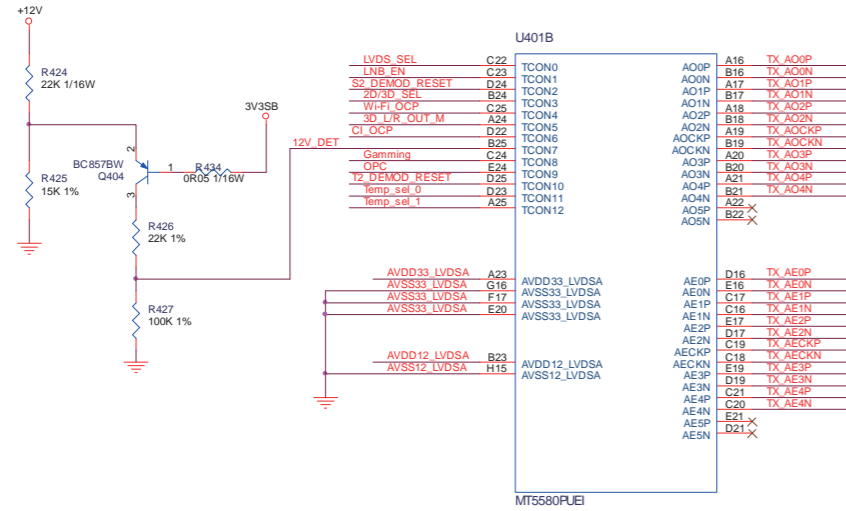 +12V
R424
22K 1/16W
3V3SB
2
BC857BW
Q404
1
R434
0R05 1/16W
3
R425
15K 1%
R426
22K 1%
R427
100K 1%
12V_DET
U401B
LVDS_SEL C22 TCON0
LNB_EN C23 TCON1
S2_DEMOD_RESET D24 TCON2
2D/3D_SEL B24 TCON3
Wi-Fi_OCP C25 TCON4
3D_L/R_OUT_M A24 TCON5
CI_OCP D22 TCON6
B25 TCON7
Gamming C24 TCON8
OPC E24 TCON9
T2_DEMOD_RESET D25 TCON10
Temp_sel_0 D23 TCON11
Temp_sel_1 A25 TCON12
AVDD33_LVDSA A23 AVDD33_LVDSA
AVSS33_LVDSA G16 AVSS33_LVDSA
AVSS33_LVDSA F17 AVSS33_LVDSA
AVSS33_LVDSA E20 AVSS33_LVDSA
AVDD12_LVDSA B23 AVDD12_LVDSA
AVSS12_LVDSA H15 AVSS12_LVDSA
AO0P A16 TX_AO0P
AO0N B16 TX_AO0N
AO1P A17 TX_AO1P
AO1N B17 TX_AO1N
AO2P A18 TX_AO2P
AO2N B18 TX_AO2N
AOCKP A19 TX_AOCKP
AOCKN B19 TX_AOCKN
AO3P A20 TX_AO3P
AO3N B20 TX_AO3N
AO4P A21 TX_AO4P
AO4N B21 TX_AO4N
AO5P A22
AO5N B22
AE0P D16 TX_AE0P
AE0N E16 TX_AE0N
AE1P C17 TX_AE1P
AE1N C16 TX_AE1N
AE2P E17 TX_AE2P
AE2N D17 TX_AE2N
AECKP C19 TX_AECKP
AECKN C18 TX_AECKN
AE3P E19 TX_AE3P
AE3N D19 TX_AE3N
AE4P C21 TX_AE4P
AE4N C20 TX_AE4N
AE5P E21
AE5N D21
MT5580PUEI